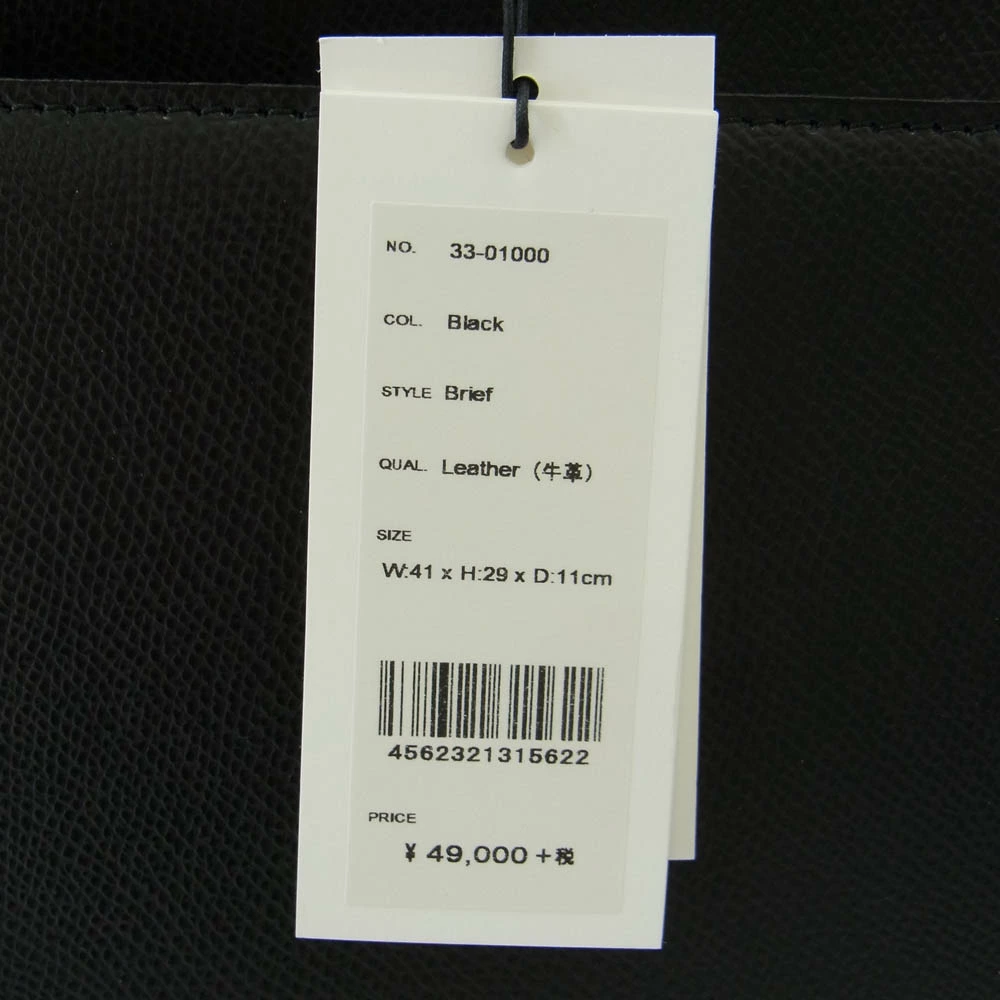 NO. 33-01000
COL. Black
STYLE Brief
QUAL. Leather（牛革）
SIZE
W:41 x H:29 x D:11cm
4562321315622
PRICE
¥ 49,000＋税